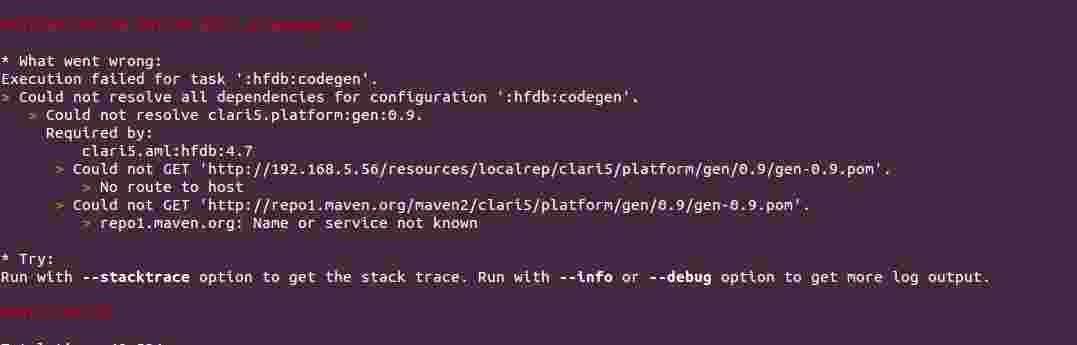 * What went wrong:
Execution failed for task ':hfdb:codegen'.
> Could not resolve all dependencies for configuration ':hfdb:codegen'.
> Could not resolve clari5.platform:gen:0.9.
Required by:
clari5.aml:hfdb:4.7
> Could not GET 'http://192.168.5.56/resources/localrep/clari5/platform/gen/0.9/gen-0.9.pom'.
> No route to host
> Could not GET 'http://repo1.maven.org/maven2/clari5/platform/gen/0.9/gen-0.9.pom'.
> repo1.maven.org: Name or service not known
* Try:
Run with --stacktrace option to get the stack trace. Run with --info or --debug option to get more log output.